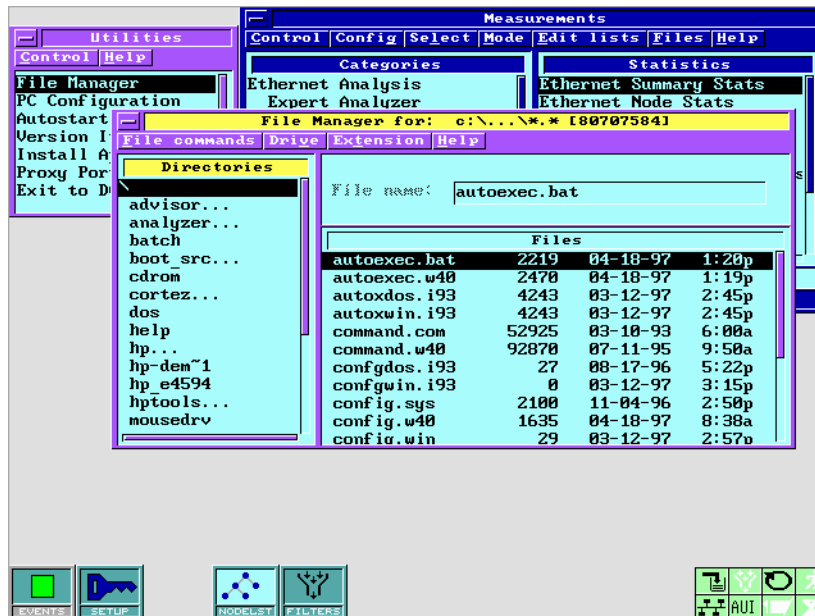 Measurements
Control Config Select Mode Edit lists Files Help
Utilities
Control Help
File Manager
PC Configuration
Autostart
Version
Install
Proxy
Exit to
Categories
Ethernet Analysis
Expert Analyzer
Statistics
Ethernet Summary Stats
Ethernet Node Stats
File Manager for: c:\...\*.* [80707584]
File commands Drive Extension Help
Directories
\
advisor...
analyzer...
batch
boot_src...
cdrom
cortez...
dos
help
hp...
hp-dem~1
hp_e4594
hptools...
mousedrv
File name: autoexec.bat
Files
autoexec.bat 2219 04-18-97 1:20p
autoexec.w40 2470 04-18-97 1:19p
autoxdos.i93 4243 03-12-97 2:45p
autoxwin.i93 4243 03-12-97 2:45p
command.com 52925 03-10-93 6:00a
command.w40 92870 07-11-95 9:50a
confgdos.i93 27 08-17-96 5:22p
confgwin.i93 0 03-12-97 3:15p
config.sys 2100 11-04-96 2:50p
config.w40 1635 04-18-97 8:38a
config.win 29 03-12-97 2:57p
EVENTS
SETUP
NODELST
FILTERS
AUI